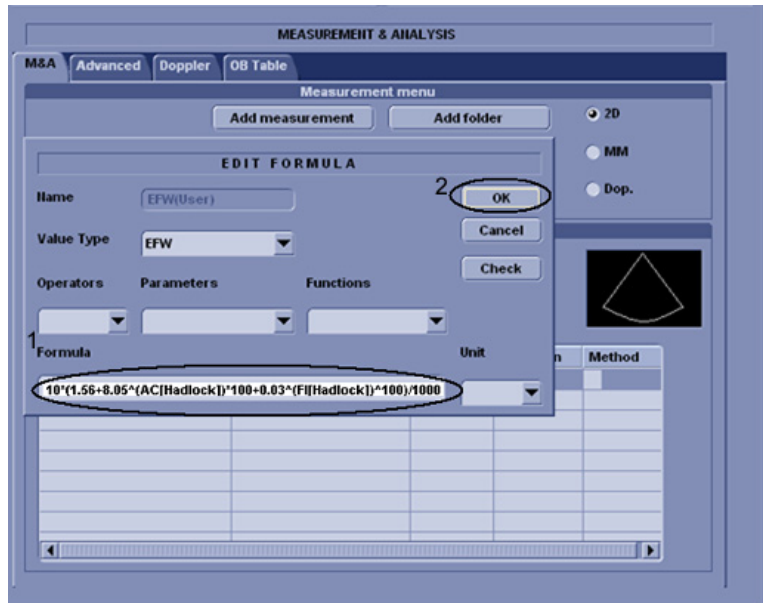 MEASUREMENT & ANALYSIS
M&A Advanced Doppler OB Table
Measurement menu
Add measurement Add folder 2D
EDIT FORMULA MM
Name EFW(User) 2 OK Dop.
Value Type EFW Cancel
Check
Operators Parameters Functions
1
Formula Unit n Method
10*(1.56+8.05^(AC[Hadlock])*100+0.03^(Fl[Hadlock])^100)/1000